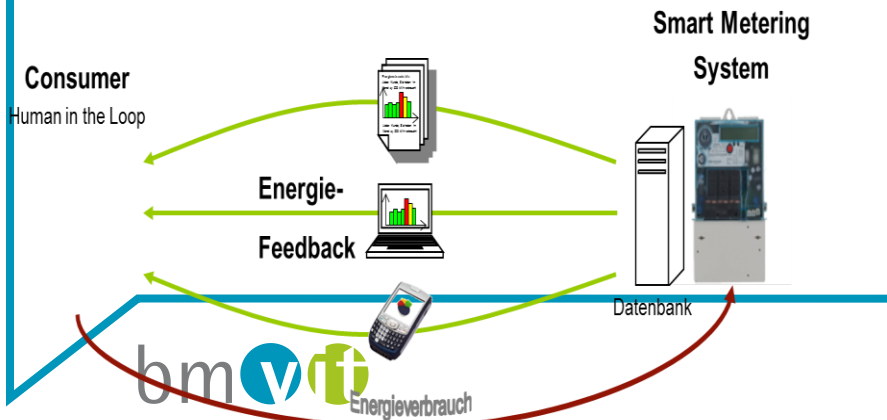 Smart Metering
System
Consumer
Human in the Loop
Energie-
Feedback
Datenbank
bmvit
Energieverbrauch